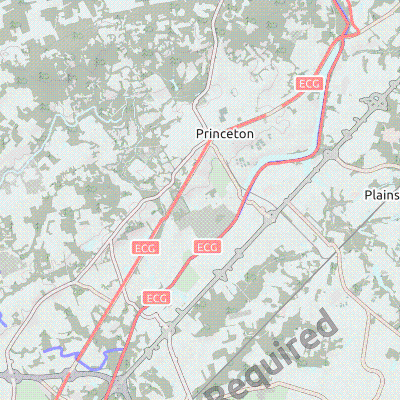 ECG
Princeton
Plains
ECG
ECG
ECG
Required